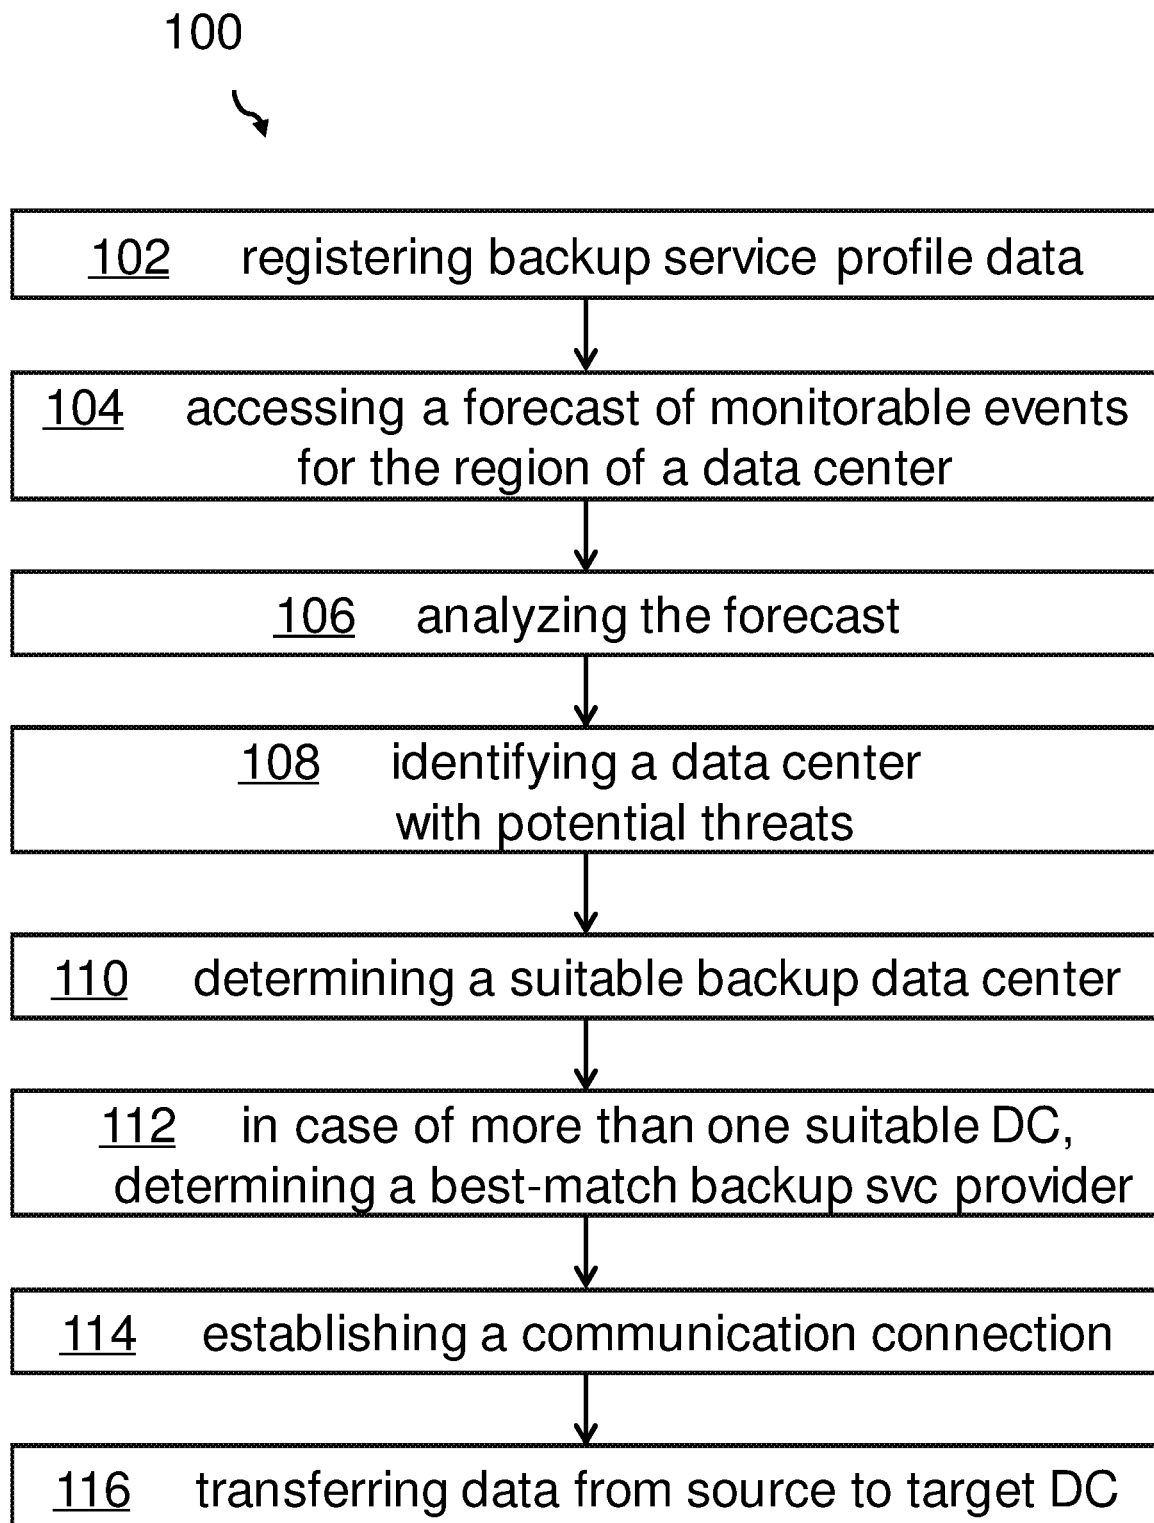 100
102 registering backup service profile data
104 accessing a forecast of monitorable events
for the region of a data center
106 analyzing the forecast
108 identifying a data center
with potential threats
110 determining a suitable backup data center
112 in case of more than one suitable DC,
determining a best-match backup svc provider
114 establishing a communication connection
116 transferring data from source to target DC